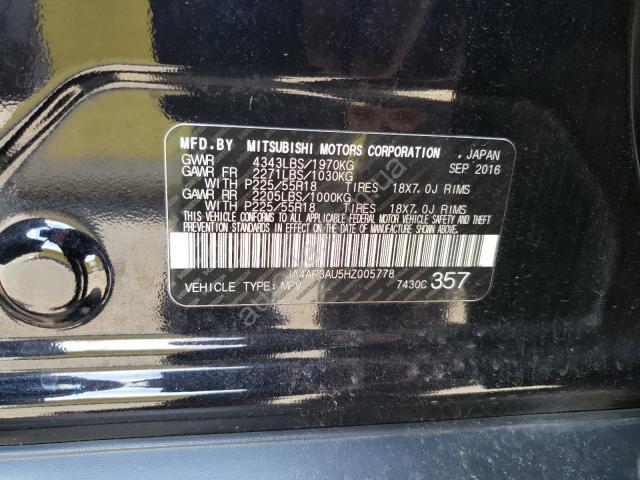 MFD.BY MITSUBISHI MOTORS CORPORATION . JAPAN
GVWR 4343LBS/1970KG SEP 2016
GAWR FR 2271LBS/1030KG
WITH P225/55R18 TIRES 18X7.0J RIMS
GAWR RR 2205LBS/1000KG
WITH P225/55R18 TIRES 18X7.0J RIMS
THIS VEHICLE CONFORMS TO ALL APPLICABLE FEDERAL MOTOR VEHICLE SAFETY AND THEFT
PREVENTION STANDARDS IN EFFECT ON THE DATE OF MANUFACTURE SHOWN ABOVE.
JA4AP3AU5HZ005778
VEHICLE TYPE: MPV 7430C 357